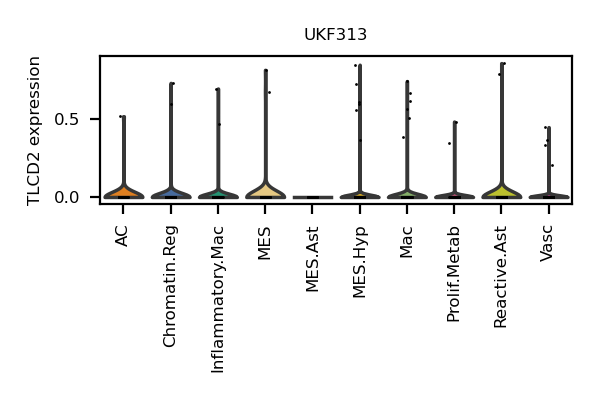 UKF313
TLCD2 expression
0.5
0.0
AC
Chromatin.Reg
Inflammatory.Mac
MES
MES.Ast
MES.Hyp
Mac
Prolif.Metab
Reactive.Ast
Vasc